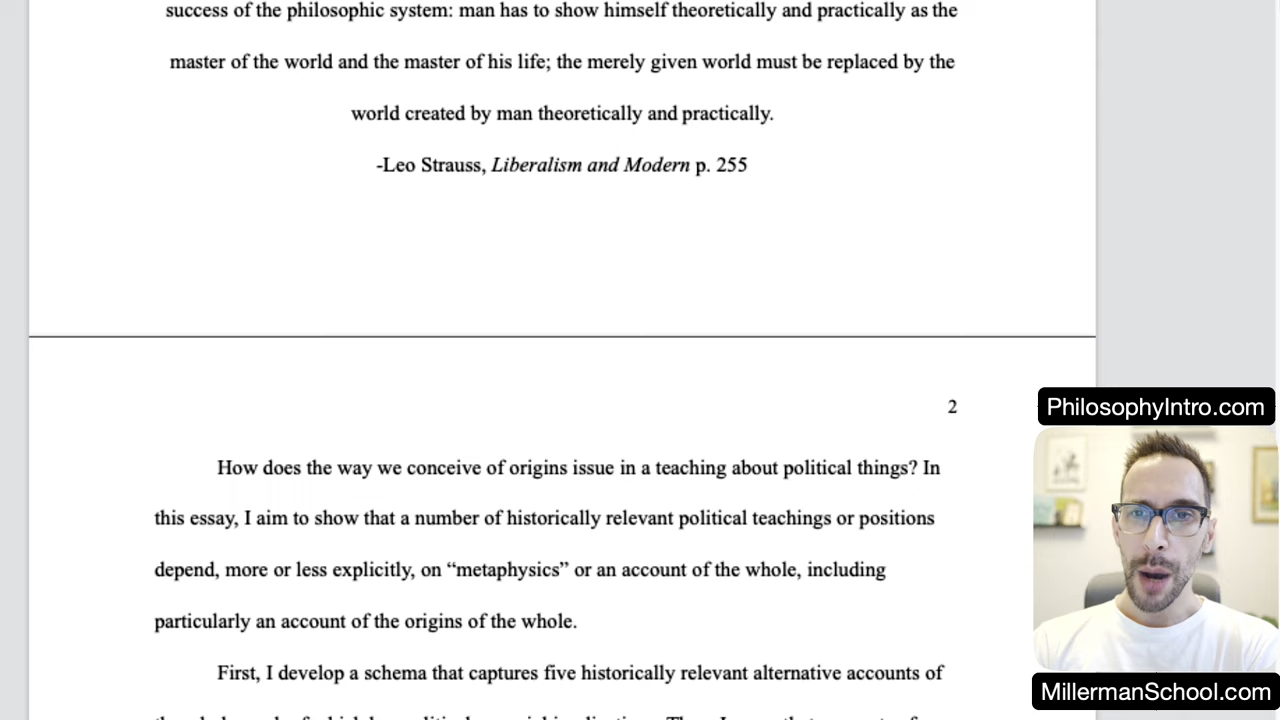 success of the philosophic system: man has to show himself theoretically and practically as the
master of the world and the master of his life; the merely given world must be replaced by the
world created by man theoretically and practically.
-Leo Strauss, Liberalism and Modern p. 255
2
How does the way we conceive of origins issue in a teaching about political things? In
this essay, I aim to show that a number of historically relevant political teachings or positions
depend, more or less explicitly, on “metaphysics” or an account of the whole, including
particularly an account of the origins of the whole.
First, I develop a schema that captures five historically relevant alternative accounts of
PhilosophyIntro.com
MillermanSchool.com